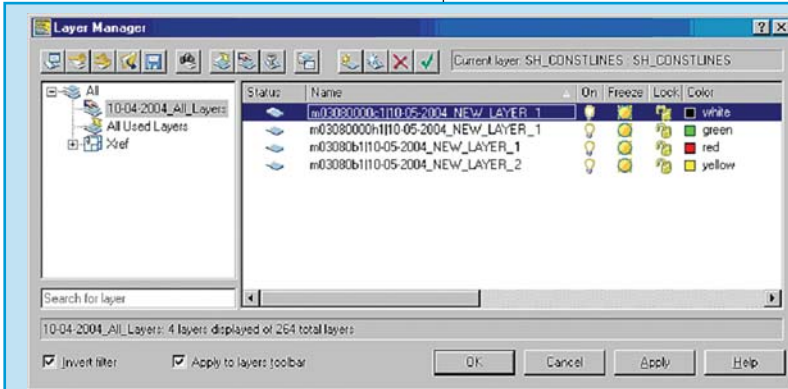 Layer Manager
Current layer: SH_CONSTLINES : SH_CONSTLINES
All
10-04-2004_All_Layers
All Used Layers
Xref
Status Name On Freeze Lock Color
m03080000c1|10-05-2004_NEW_LAYER_1 white
m03080000h1|10-05-2004_NEW_LAYER_1 green
m03080b1|10-05-2004_NEW_LAYER_1 red
m03080b1|10-05-2004_NEW_LAYER_2 yellow
Search for layer
10-04-2004_All_Layers: 4 layers displayed of 264 total layers
Invert filter Apply to layers toolbar OK Cancel Apply Help